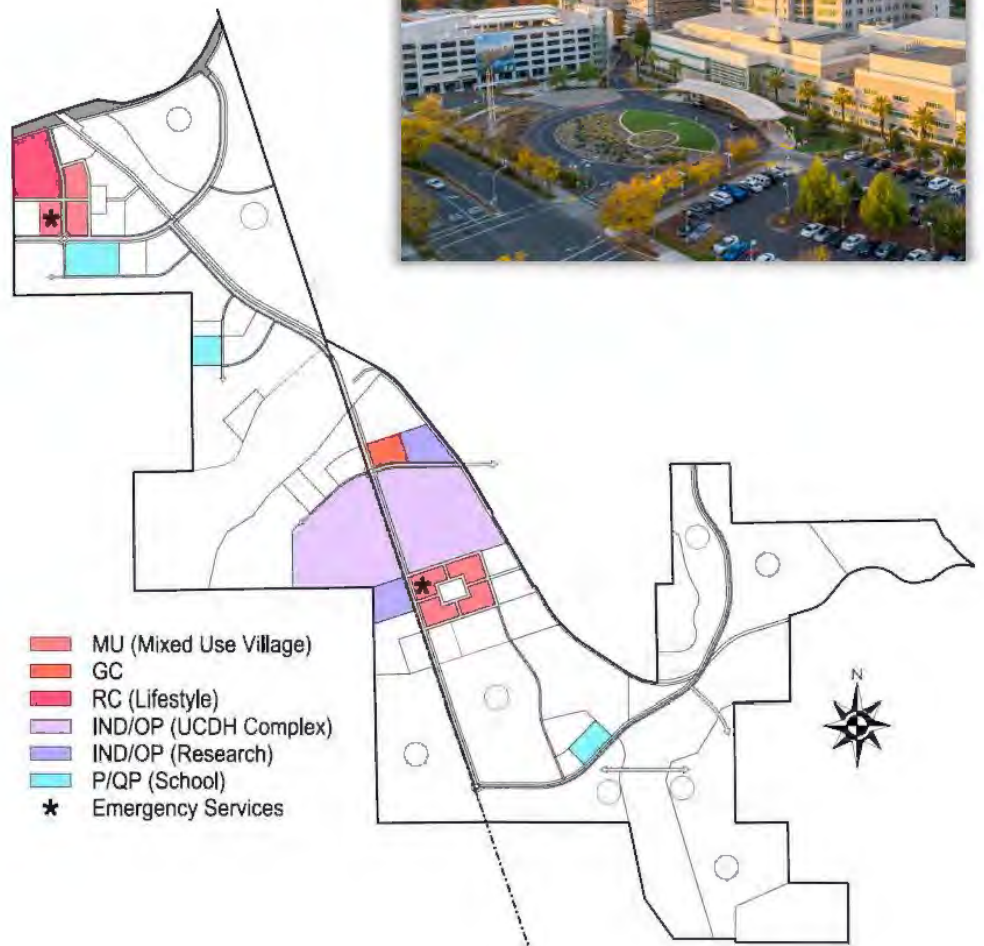 MU (Mixed Use Village)
GC
RC (Lifestyle)
IND/OP (UCDH Complex)
IND/OP (Research)
P/QP (School)
Emergency Services
N